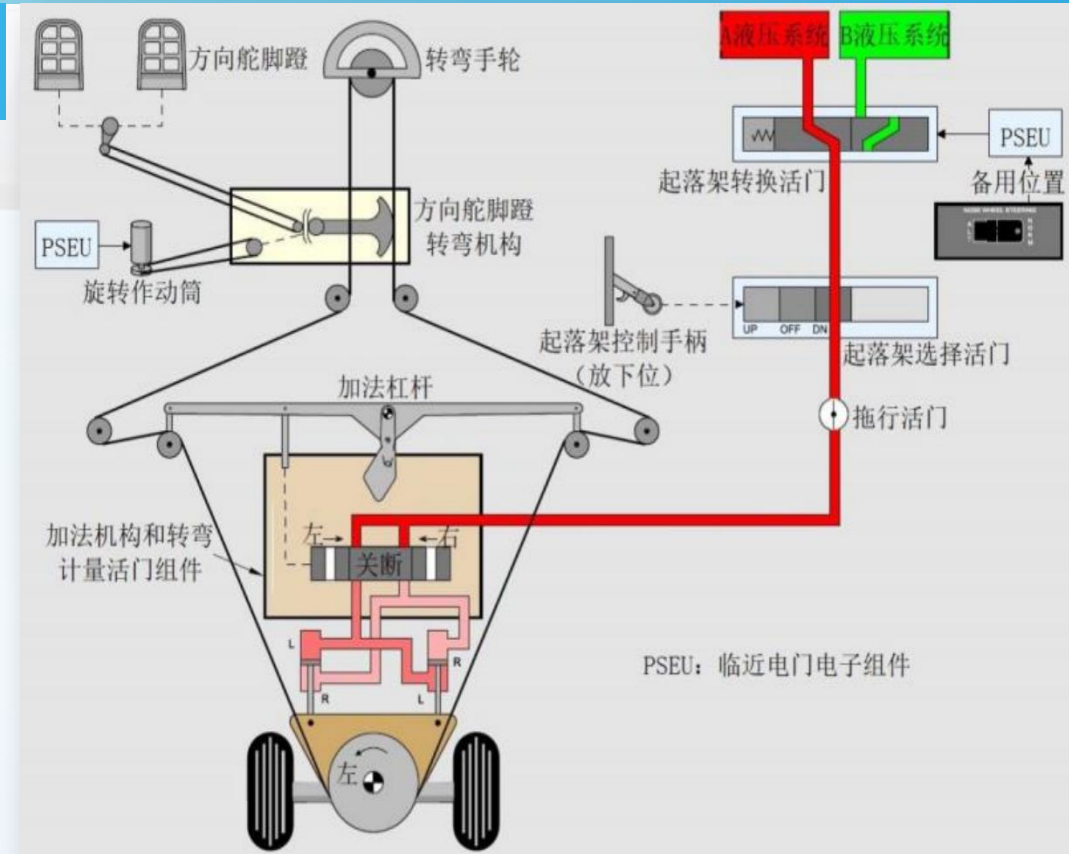 A液压系统
B液压系统
方向舵脚蹬
转弯手轮
PSEU
起落架转换活门
备用位置
NOSE WHEEL STEERING
ALT
NORM
方向舵脚蹬
转弯机构
PSEU
旋转作动筒
起落架控制手柄
(放下位)
UP
OFF
DN
起落架选择活门
加法杠杆
拖行活门
左
右
关断
加法机构和转弯
计量活门组件
L
R
R
L
PSEU: 临近电门电子组件
左